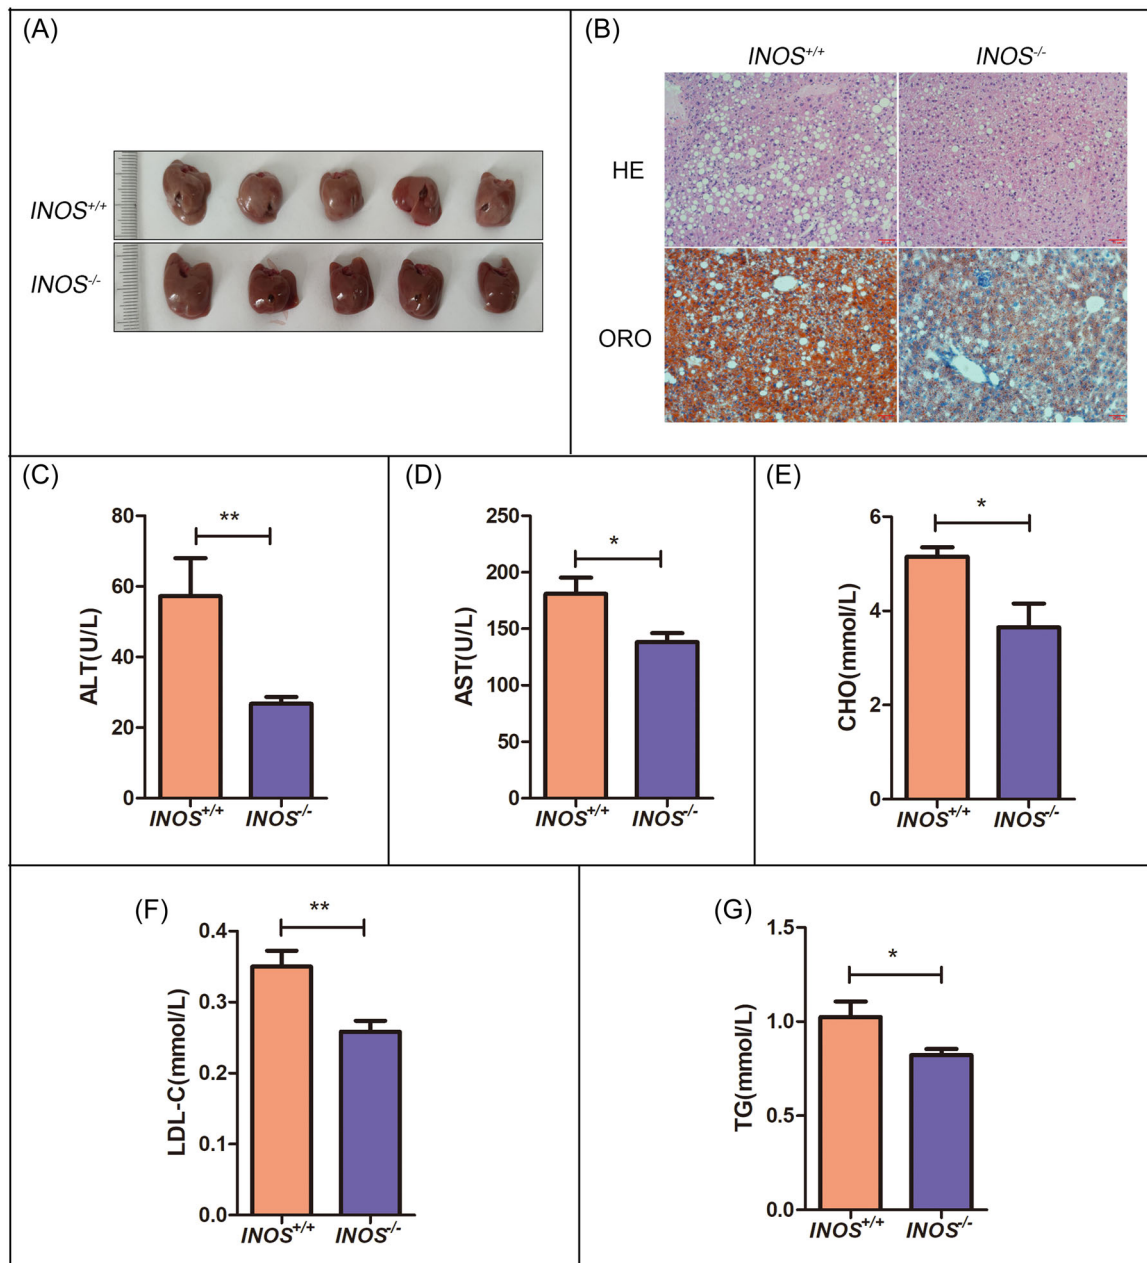 (A)
INOS+/+
INOS-/-
(B)
INOS+/+ INOS-/-
HE
ORO
(C)
ALT(U/L)
80
60
40
20
0
**
INOS+/+ INOS-/-
(D)
AST(U/L)
250
200
150
100
50
0
*
INOS+/+ INOS-/-
(E)
CHO(mmol/L)
6
4
2
0
*
INOS+/+ INOS-/-
(F)
LDL-C(mmol/L)
0.4
0.3
0.2
0.1
0.0
**
INOS+/+ INOS-/-
(G)
TG(mmol/L)
1.5
1.0
0.5
0.0
*
INOS+/+ INOS-/-